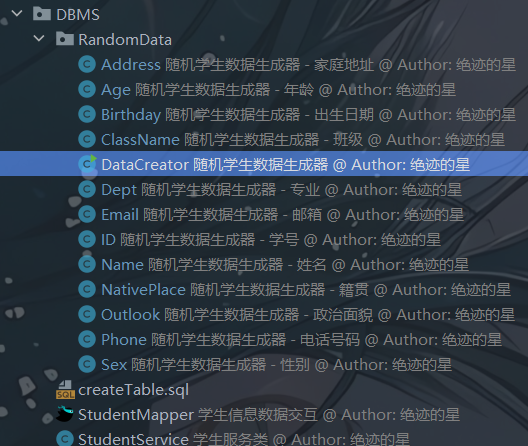 DBMS
RandomData
Address 随机学生数据生成器 - 家庭地址 @ Author: 绝迹的星
Age 随机学生数据生成器 - 年龄 @ Author: 绝迹的星
Birthday 随机学生数据生成器 - 出生日期 @ Author: 绝迹的星
ClassName 随机学生数据生成器 - 班级 @ Author: 绝迹的星
DataCreator 随机学生数据生成器 @ Author: 绝迹的星
Dept 随机学生数据生成器 - 专业 @ Author: 绝迹的星
Email 随机学生数据生成器 - 邮箱 @ Author: 绝迹的星
ID 随机学生数据生成器 - 学号 @ Author: 绝迹的星
Name 随机学生数据生成器 - 姓名 @ Author: 绝迹的星
NativePlace 随机学生数据生成器 - 籍贯 @ Author: 绝迹的星
Outlook 随机学生数据生成器 - 政治面貌 @ Author: 绝迹的星
Phone 随机学生数据生成器 - 电话号码 @ Author: 绝迹的星
Sex 随机学生数据生成器 - 性别 @ Author: 绝迹的星
createTable.sql
StudentMapper 学生信息数据交互 @ Author: 绝迹的星
StudentService 学生服务类 @ Author: 绝迹的星